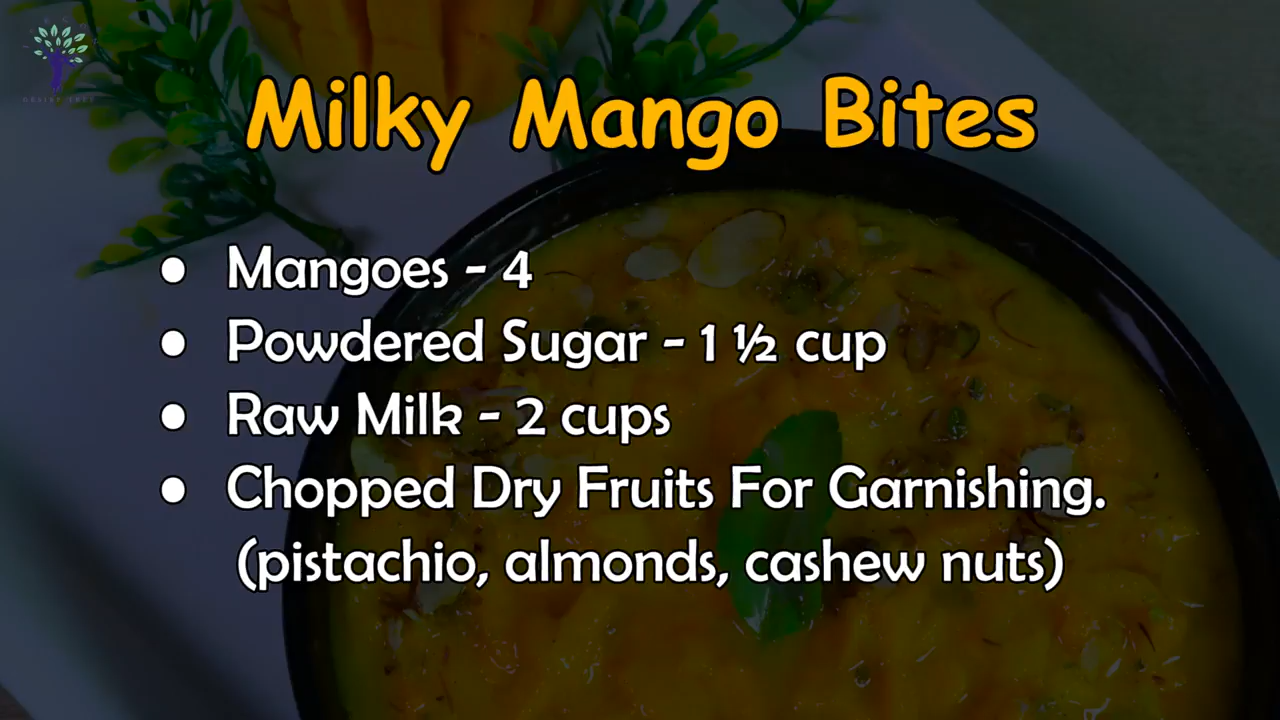 Milky Mango Bites
● Mangoes - 4
● Powdered Sugar - 1 ½ cup
● Raw Milk - 2 cups
● Chopped Dry Fruits For Garnishing.
(pistachio, almonds, cashew nuts)